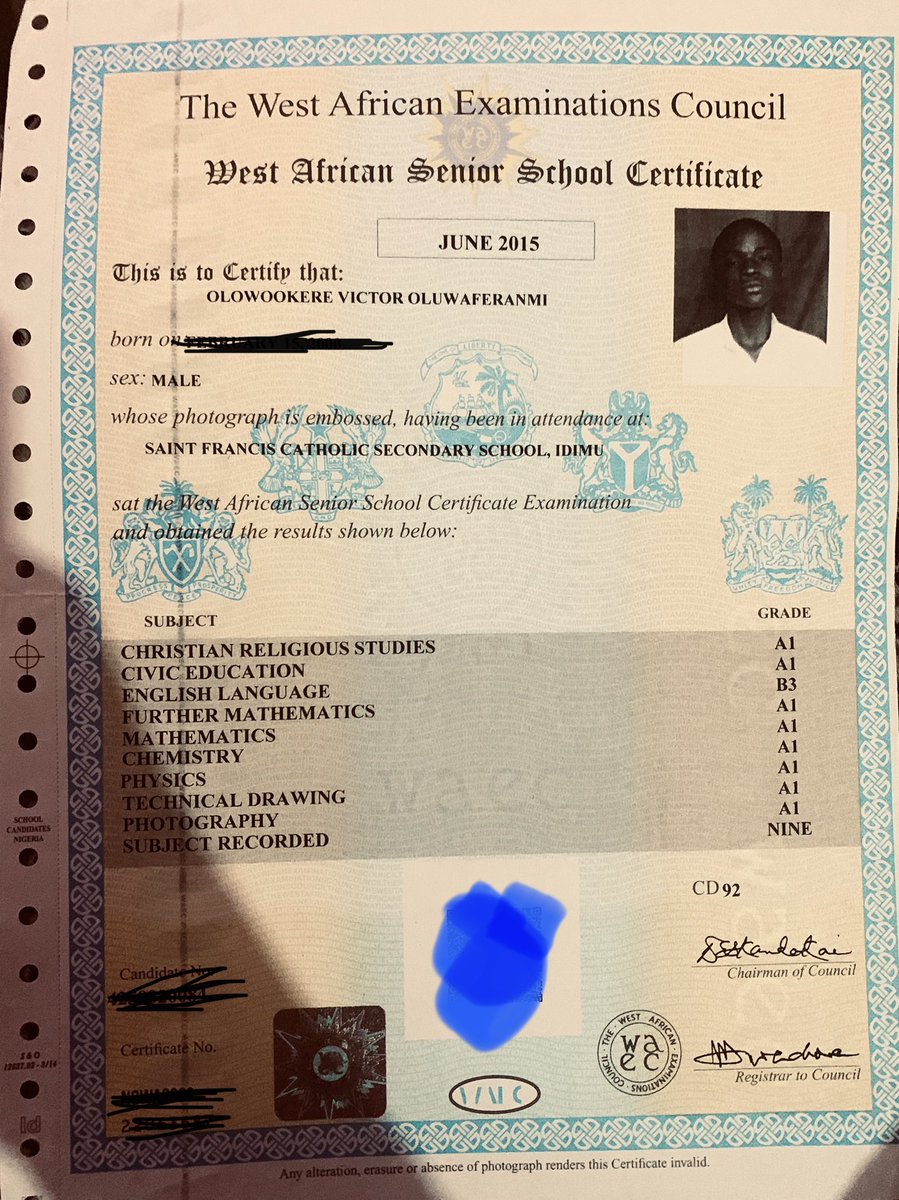 The West African Examinations Council
West African Senior School Certificate
JUNE 2015
This is to Certify that:
OLOWOOKERE VICTOR OLUWAFERANMI
born on
sex: MALE
whose photograph is embossed, having been in attendance at:
SAINT FRANCIS CATHOLIC SECONDARY SCHOOL, IDIMU
sat the West African Senior School Certificate Examination
and obtained the results shown below:
SUBJECT GRADE
CHRISTIAN RELIGIOUS STUDIES A1
CIVIC EDUCATION A1
ENGLISH LANGUAGE B3
FURTHER MATHEMATICS A1
MATHEMATICS A1
CHEMISTRY A1
PHYSICS A1
TECHNICAL DRAWING A1
PHOTOGRAPHY A1
SUBJECT RECORDED NINE
SCHOOL
CANDIDATES
NIGERIA
CD 92
Chairman of Council
Candidate No.
Certificate No.
THE · WEST AFRICAN · EXAMINATIONS COUNCIL ·
waec
Registrar to Council
Any alteration, erasure or absence of photograph renders this Certificate invalid.